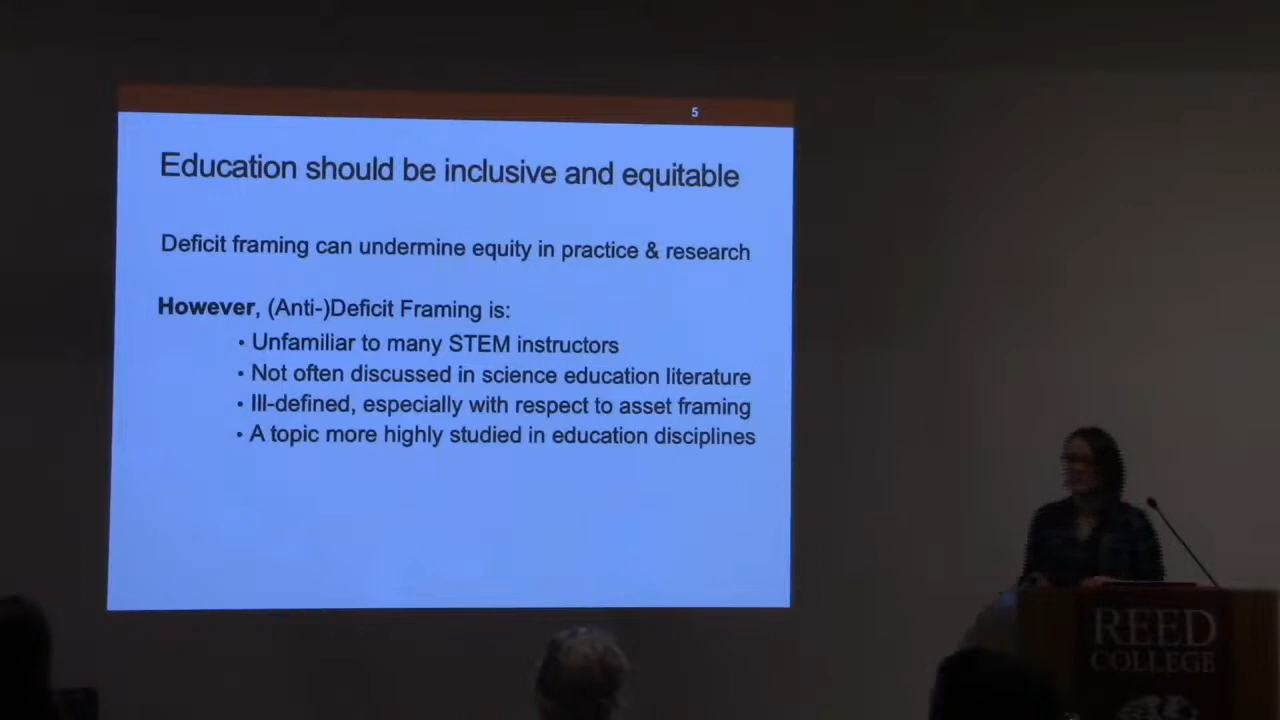 5
Education should be inclusive and equitable
Deficit framing can undermine equity in practice & research
However, (Anti-)Deficit Framing is:
• Unfamiliar to many STEM instructors
• Not often discussed in science education literature
• Ill-defined, especially with respect to asset framing
• A topic more highly studied in education disciplines
REED
COLLEGE